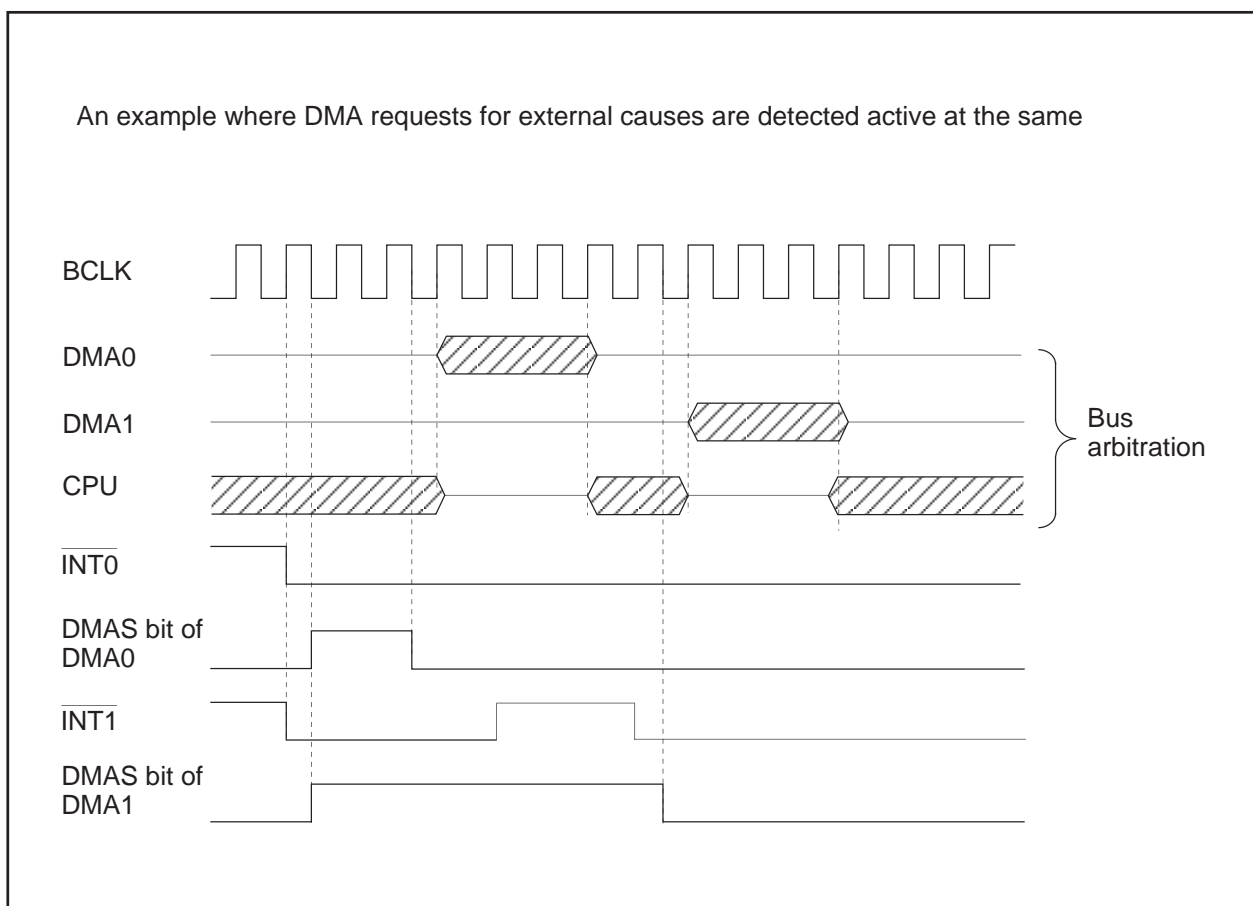 An example where DMA requests for external causes are detected active at the same
BCLK
DMA0
DMA1
CPU
Bus
arbitration
INT0
DMAS bit of
DMA0
INT1
DMAS bit of
DMA1